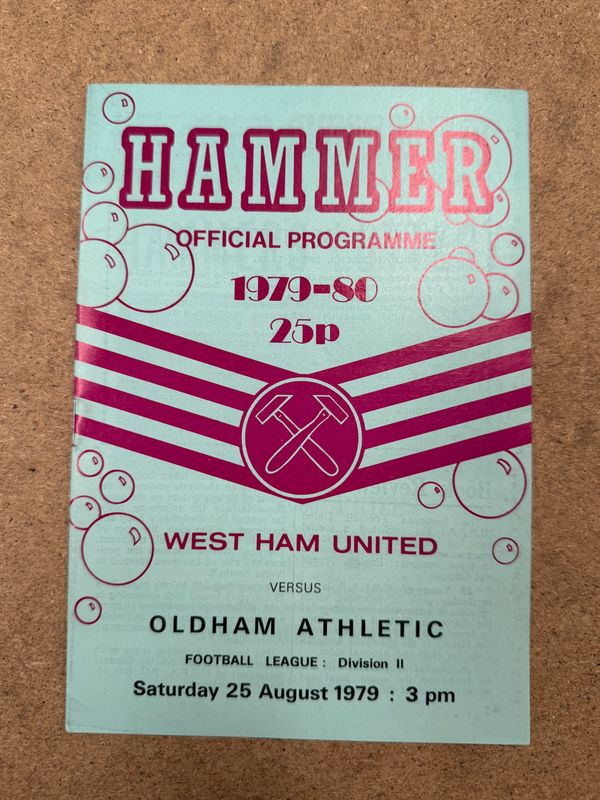 HAMMER
OFFICIAL PROGRAMME
1979-80
25p
WEST HAM UNITED
VERSUS
OLDHAM ATHLETIC
FOOTBALL LEAGUE: Division II
Saturday 25 August 1979 : 3 pm